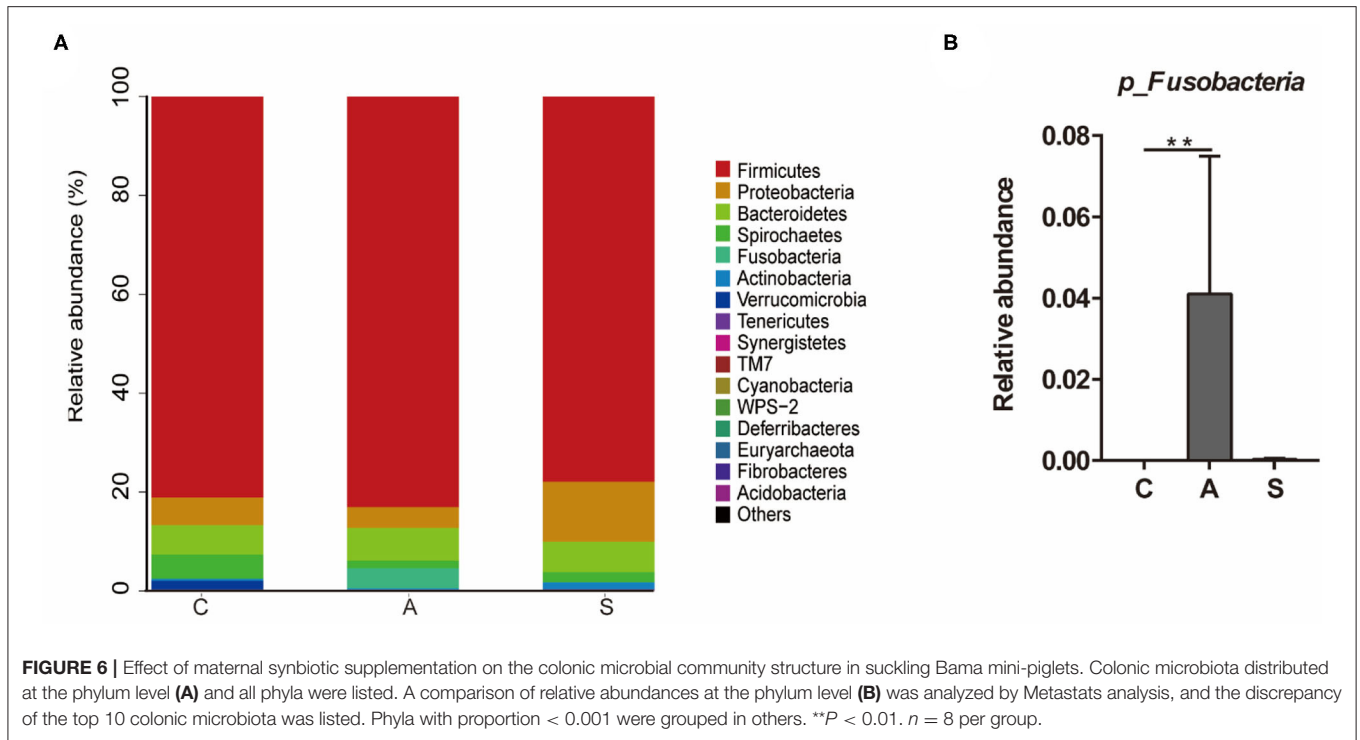 A
Relative abundance (%)
100
80
60
40
20
0
C A S
Firmicutes
Proteobacteria
Bacteroidetes
Spirochaetes
Fusobacteria
Actinobacteria
Verrucomicrobia
Tenericutes
Synergistetes
TM7
Cyanobacteria
WPS-2
Deferribacteres
Euryarchaeota
Fibrobacteres
Acidobacteria
Others
B
p_Fusobacteria
Relative abundance
0.08
0.06
0.04
0.02
0.00
**
C A S
FIGURE 6 | Effect of maternal synbiotic supplementation on the colonic microbial community structure in suckling Bama mini-piglets. Colonic microbiota distributed
at the phylum level (A) and all phyla were listed. A comparison of relative abundances at the phylum level (B) was analyzed by Metastats analysis, and the discrepancy
of the top 10 colonic microbiota was listed. Phyla with proportion < 0.001 were grouped in others. **P < 0.01. n = 8 per group.